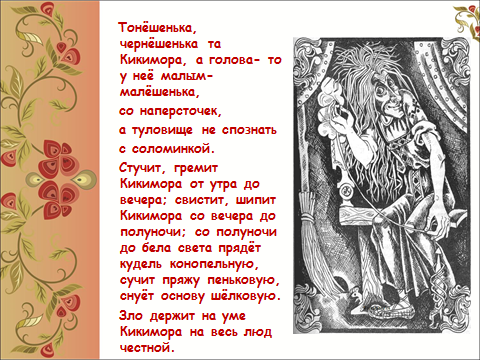 Тонёшенька,
чернёшенька та
Кикимора, а голова- то
у неё малым-
малёшенька,
со наперсточек,
а туловище не спознать
с соломинкой.
Стучит, гремит
Кикимора от утра до
вечера; свистит, шипит
Кикимора со вечера до
полуночи; со полуночи
до бела света прядёт
кудель конопельную,
сучит пряжу пеньковую,
снуёт основу шёлковую.
Зло держит на уме
Кикимора на весь люд
честной.